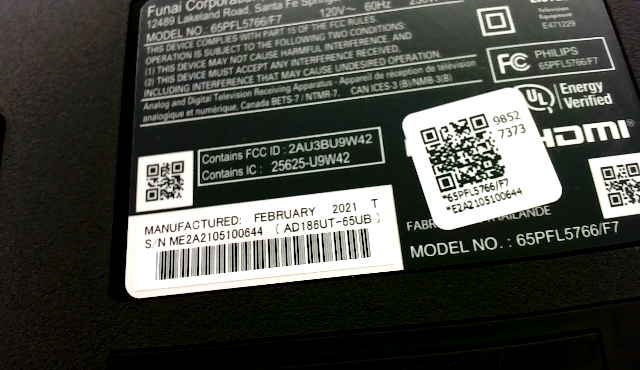 Funai Corporation
12489 Lakeland Road, Santa Fe Springs
MODEL NO : 65PFL5766/F7 120V~ 60Hz
THIS DEVICE COMPLIES WITH PART 15 OF THE FCC RULES.
OPERATION IS SUBJECT TO THE FOLLOWING TWO CONDITIONS:
(1) THIS DEVICE MAY NOT CAUSE HARMFUL INTERFERENCE, AND
(2) THIS DEVICE MUST ACCEPT ANY INTERFERENCE RECEIVED,
INCLUDING INTERFERENCE THAT MAY CAUSE UNDESIRED OPERATION.
Analog and Digital Television Receiving Apparatus - Appareil de réception de télévision
analogique et numérique, Canada BETS-7 / NTMR-7. CAN ICES-3 (B)/NMB-3(B)
Television
Equipment
E471229
FC PHILIPS
65PFL5766/F7
UL Energy
Verified
HDMI
Contains FCC ID : 2AU3BU9W42
Contains IC : 25625-U9W42
9852
7373
*65PFL5766/F7
*E2A2105100644
MANUFACTURED: FEBRUARY 2021 T
S/N ME2A2105100644 ( AD186UT-65UB )
MODEL NO. : 65PFL5766/F7